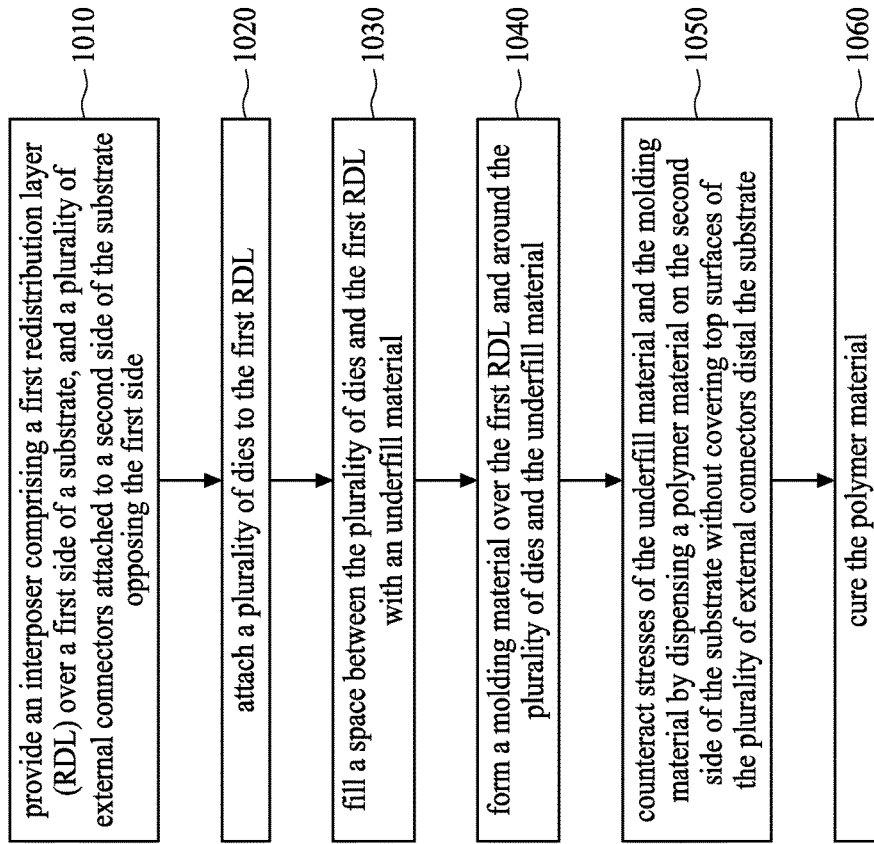 provide an interposer comprising a first redistribution layer
(RDL) over a first side of a substrate, and a plurality of
external connectors attached to a second side of the substrate
opposing the first side
1010
attach a plurality of dies to the first RDL
1020
fill a space between the plurality of dies and the first RDL
with an underfill material
1030
form a molding material over the first RDL and around the
plurality of dies and the underfill material
1040
counteract stresses of the underfill material and the molding
material by dispensing a polymer material on the second
side of the substrate without covering top surfaces of
the plurality of external connectors distal the substrate
1050
cure the polymer material
1060